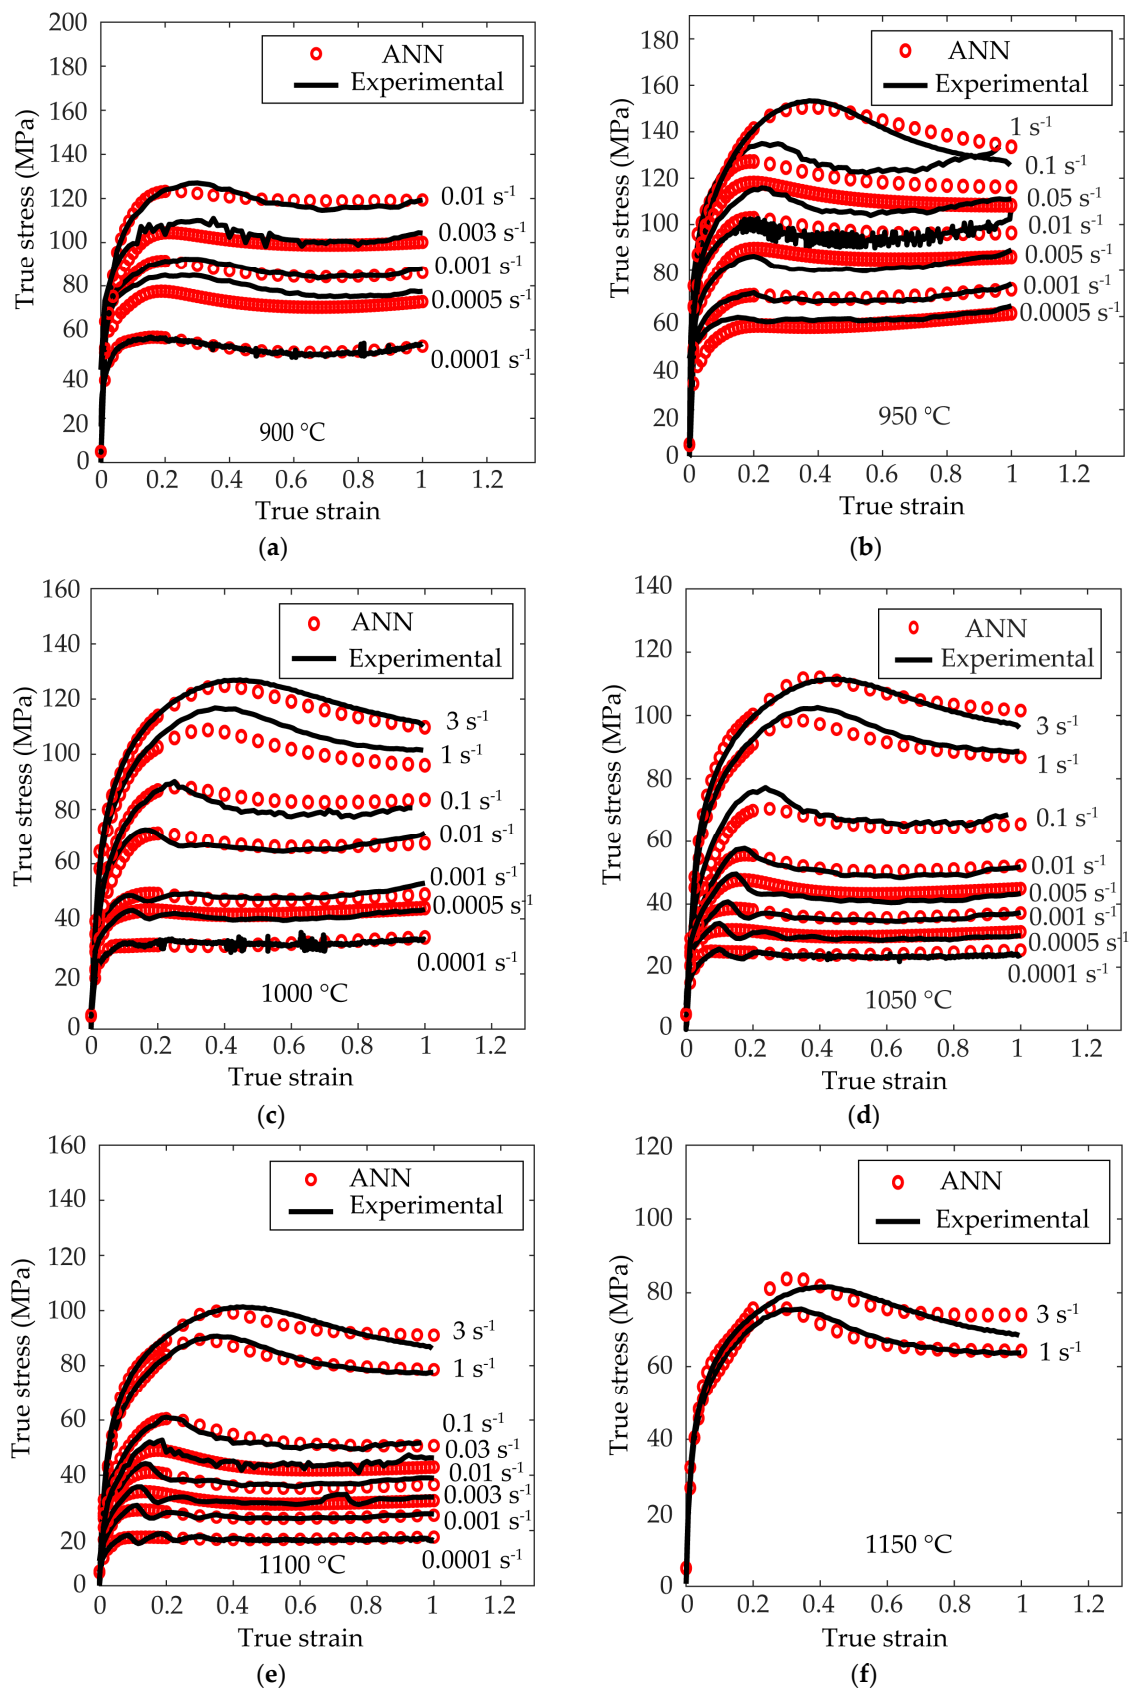 200
180
160
140
120
100
80
60
40
20
0
True stress (MPa)
ANN
Experimental
0.01 s-1
0.003 s-1
0.001 s-1
0.0005 s-1
0.0001 s-1
900 °C
0 0.2 0.4 0.6 0.8 1 1.2
True strain
(a)
180
160
140
120
100
80
60
40
20
0
True stress (MPa)
ANN
Experimental
1 s-1
0.1 s-1
0.05 s-1
0.01 s-1
0.005 s-1
0.001 s-1
0.0005 s-1
950 °C
0 0.2 0.4 0.6 0.8 1 1.2
True strain
(b)
160
140
120
100
80
60
40
20
0
True stress (MPa)
ANN
Experimental
3 s-1
1 s-1
0.1 s-1
0.01 s-1
0.001 s-1
0.0005 s-1
0.0001 s-1
1000 °C
0 0.2 0.4 0.6 0.8 1 1.2
True strain
(c)
140
120
100
80
60
40
20
0
True stress (MPa)
ANN
Experimental
3 s-1
1 s-1
0.1 s-1
0.01 s-1
0.005 s-1
0.001 s-1
0.0005 s-1
0.0001 s-1
1050 °C
0 0.2 0.4 0.6 0.8 1 1.2
True strain
(d)
160
140
120
100
80
60
40
20
0
True stress (MPa)
ANN
Experimental
3 s-1
1 s-1
0.1 s-1
0.03 s-1
0.01 s-1
0.003 s-1
0.001 s-1
0.0001 s-1
1100 °C
0 0.2 0.4 0.6 0.8 1 1.2
True strain
(e)
120
100
80
60
40
20
0
True stress (MPa)
ANN
Experimental
3 s-1
1 s-1
1150 °C
0 0.2 0.4 0.6 0.8 1 1.2
True strain
(f)